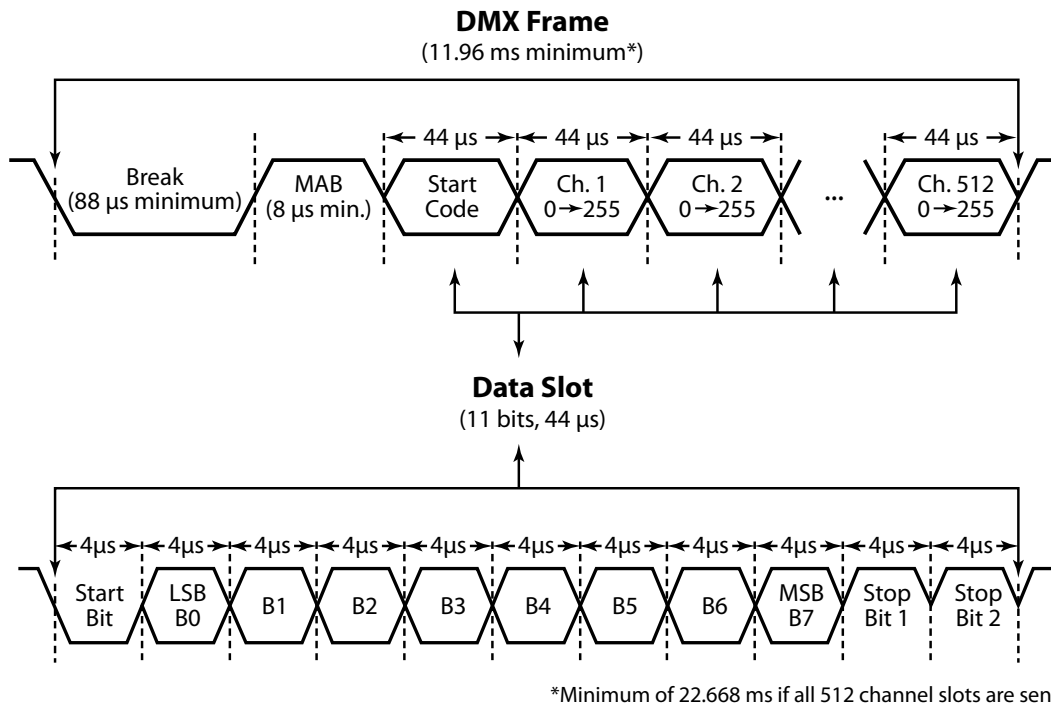 DMX Frame
(11.96 ms minimum*)
44 µs 44 µs 44 µs 44 µs
Break
(88 µs minimum)
MAB
(8 µs min.)
Start
Code
Ch. 1
0→255
Ch. 2
0→255
...
Ch. 512
0→255
Data Slot
(11 bits, 44 µs)
4µs 4µs 4µs 4µs 4µs 4µs 4µs 4µs 4µs 4µs 4µs
Start
Bit
LSB
B0
B1
B2
B3
B4
B5
B6
MSB
B7
Stop
Bit 1
Stop
Bit 2
*Minimum of 22.668 ms if all 512 channel slots are sen